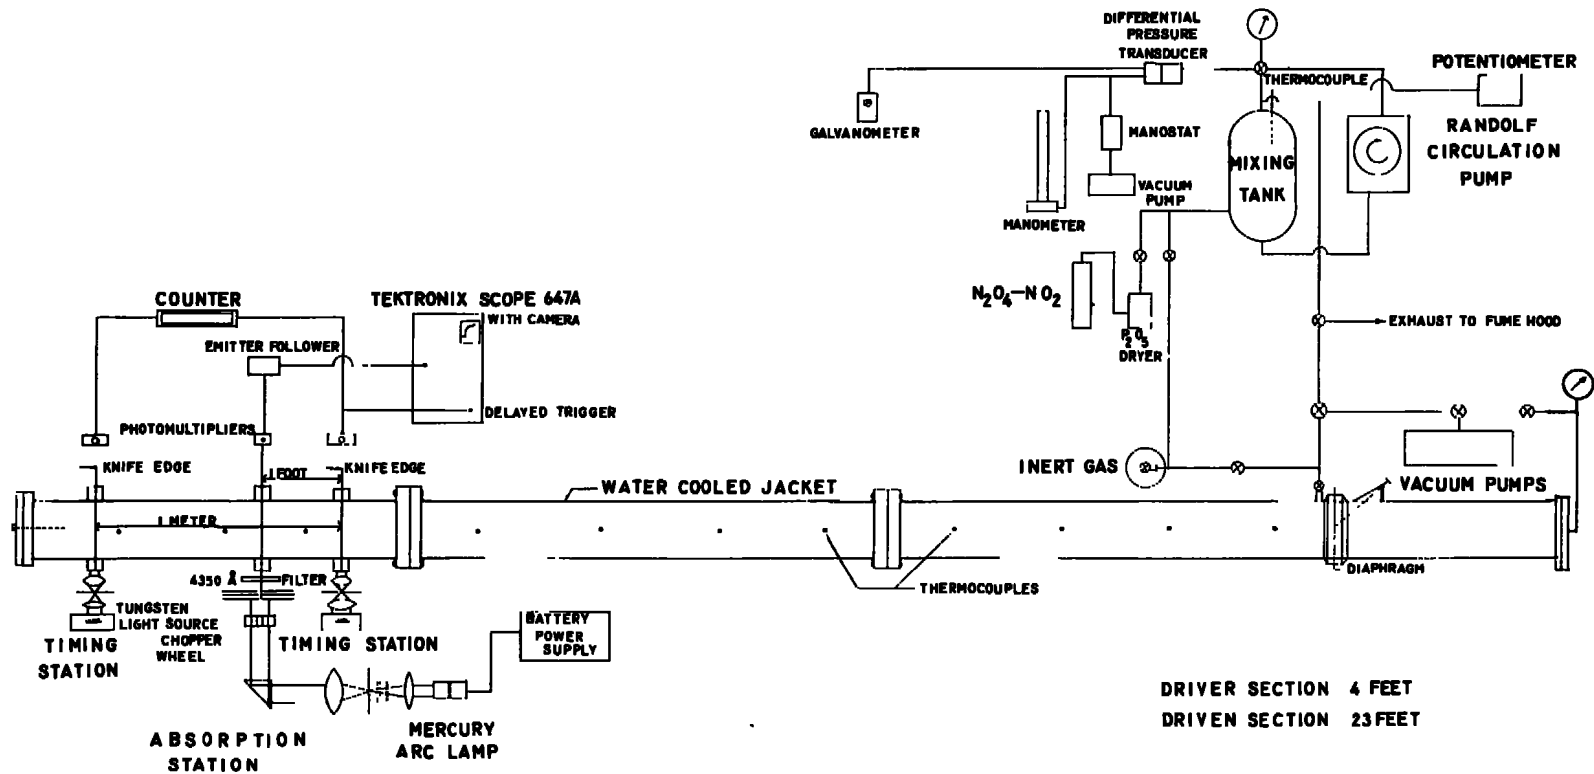 DIFFERENTIAL
PRESSURE
TRANSDUCER
THERMOCOUPLE
POTENTIOMETER
GALVANOMETER
MANOSTAT
RANDOLF
CIRCULATION
PUMP
MIXING
TANK
VACUUM
PUMP
MANOMETER
N₂O₄—NO₂
P₂O₅
DRYER
EXHAUST TO FUME HOOD
COUNTER
TEKTRONIX SCOPE 647A
WITH CAMERA
EMITTER FOLLOWER
DELAYED TRIGGER
PHOTOMULTIPLIERS
KNIFE EDGE
1 FOOT
KNIFE EDGE
INERT GAS
WATER COOLED JACKET
VACUUM PUMPS
1 METER
DIAPHRAGM
4350 Å
FILTER
THERMOCOUPLES
TUNGSTEN
LIGHT SOURCE
CHOPPER
WHEEL
TIMING
STATION
TIMING STATION
BATTERY
POWER
SUPPLY
MERCURY
ARC LAMP
ABSORPTION
STATION
DRIVER SECTION 4 FEET
DRIVEN SECTION 23 FEET